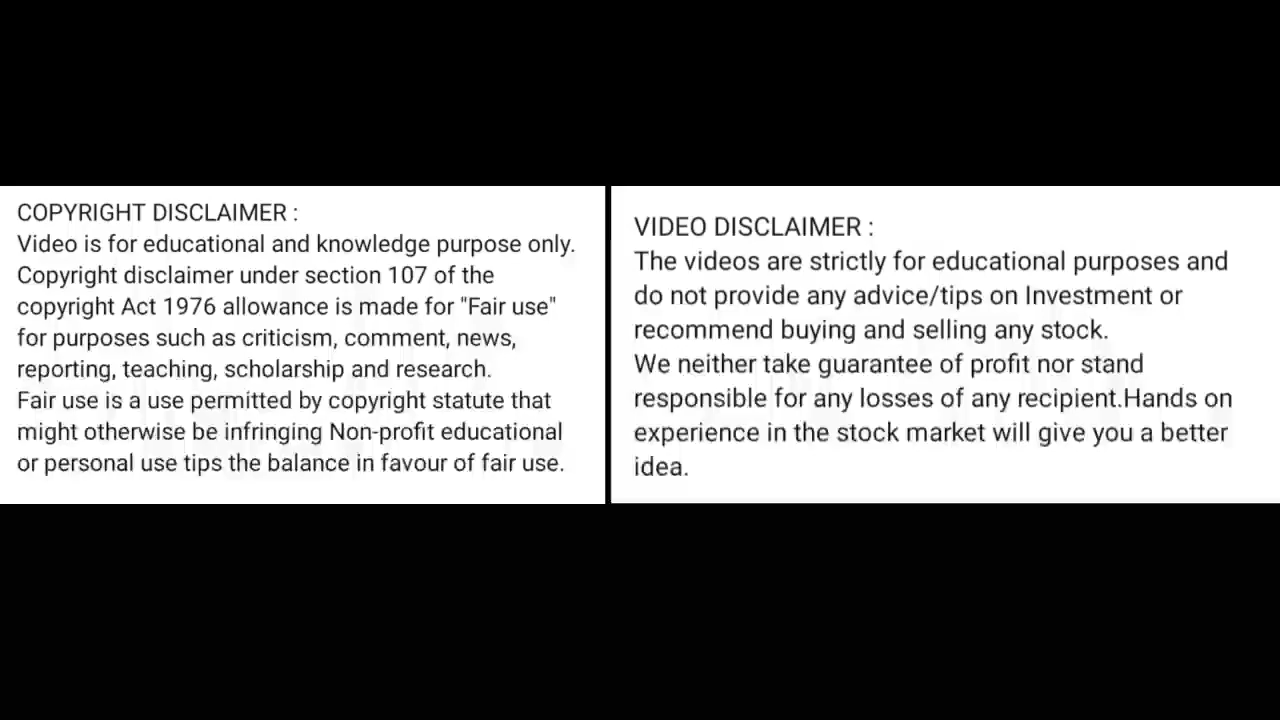 COPYRIGHT DISCLAIMER :
Video is for educational and knowledge purpose only.
Copyright disclaimer under section 107 of the
copyright Act 1976 allowance is made for "Fair use"
for purposes such as criticism, comment, news,
reporting, teaching, scholarship and research.
Fair use is a use permitted by copyright statute that
might otherwise be infringing Non-profit educational
or personal use tips the balance in favour of fair use.
VIDEO DISCLAIMER :
The videos are strictly for educational purposes and
do not provide any advice/tips on Investment or
recommend buying and selling any stock.
We neither take guarantee of profit nor stand
responsible for any losses of any recipient.Hands on
experience in the stock market will give you a better
idea.